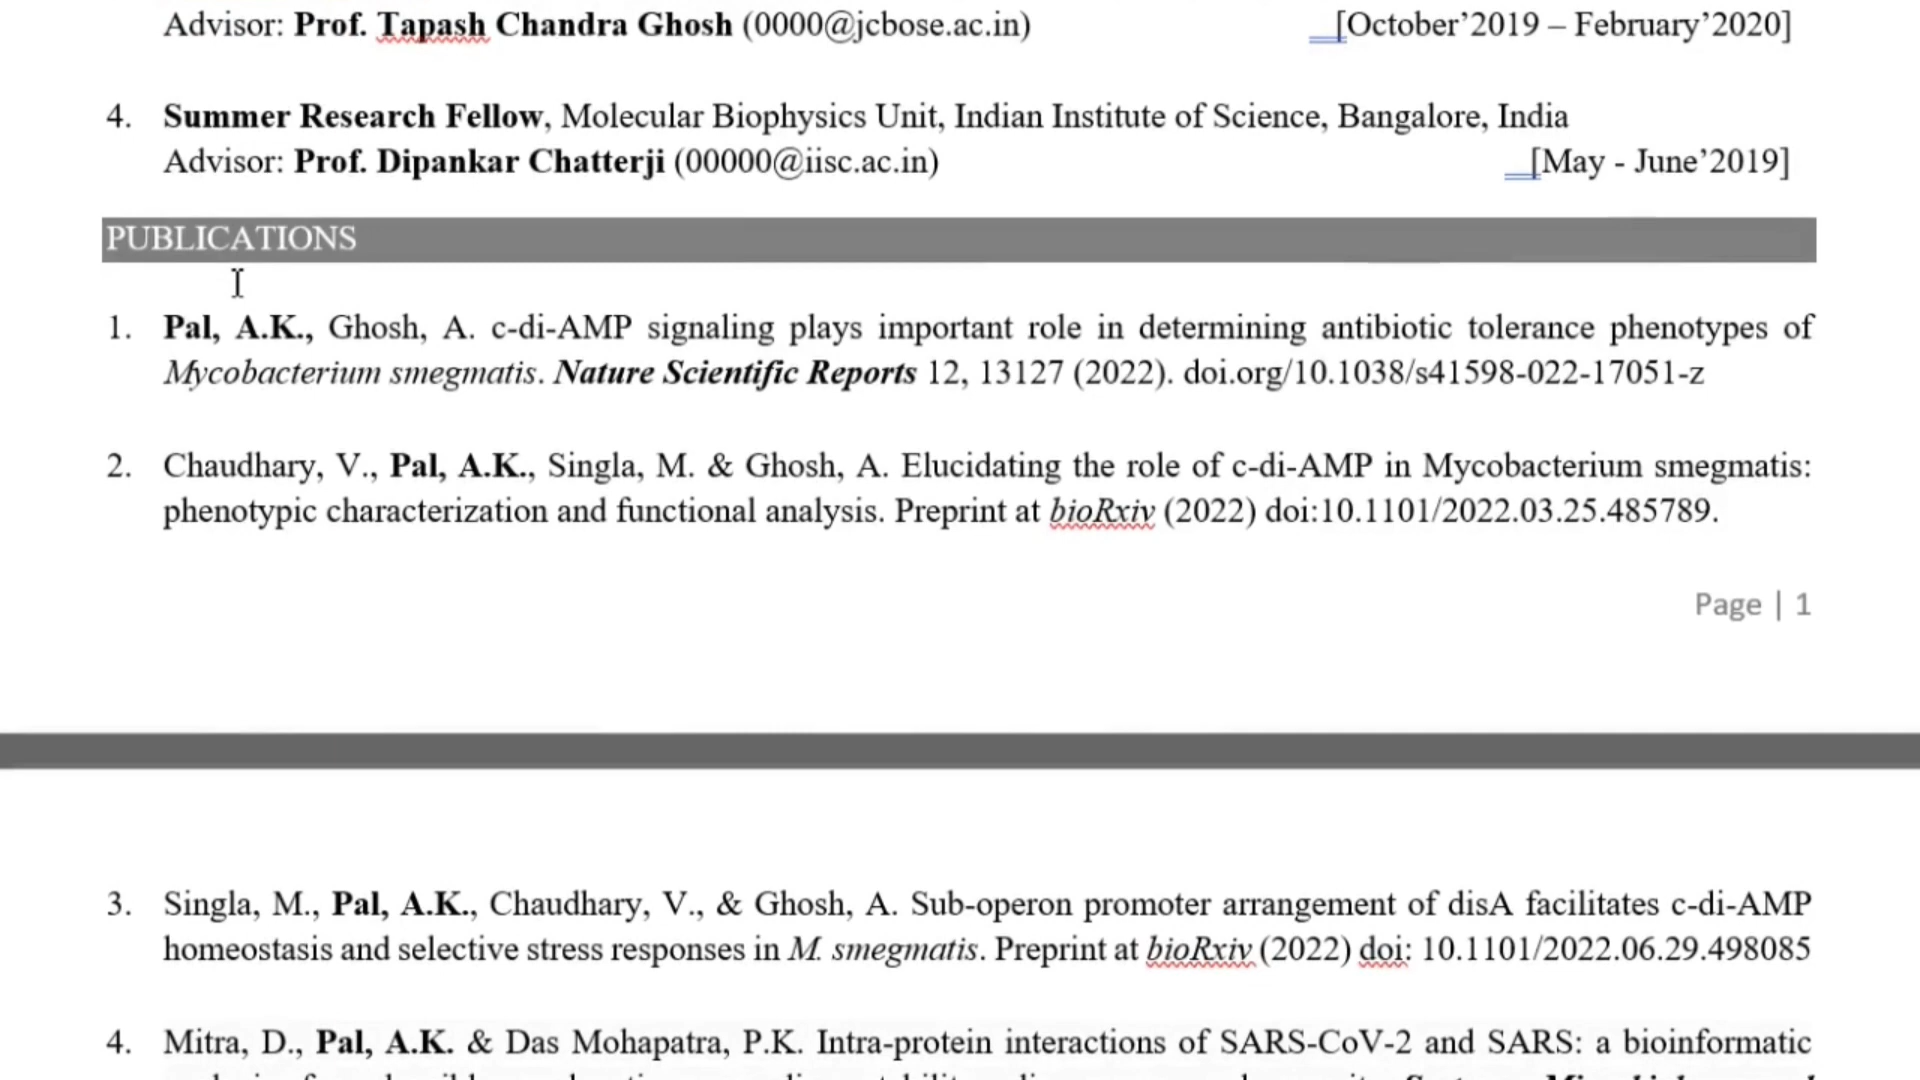 Advisor: Prof. Tapash Chandra Ghosh (0000@jcbose.ac.in) [October’2019 – February’2020]
4. Summer Research Fellow, Molecular Biophysics Unit, Indian Institute of Science, Bangalore, India
Advisor: Prof. Dipankar Chatterji (00000@iisc.ac.in) [May - June’2019]
PUBLICATIONS
1. Pal, A.K., Ghosh, A. c-di-AMP signaling plays important role in determining antibiotic tolerance phenotypes of
Mycobacterium smegmatis. Nature Scientific Reports 12, 13127 (2022). doi.org/10.1038/s41598-022-17051-z
2. Chaudhary, V., Pal, A.K., Singla, M. & Ghosh, A. Elucidating the role of c-di-AMP in Mycobacterium smegmatis:
phenotypic characterization and functional analysis. Preprint at bioRxiv (2022) doi:10.1101/2022.03.25.485789.
Page | 1
3. Singla, M., Pal, A.K., Chaudhary, V., & Ghosh, A. Sub-operon promoter arrangement of disA facilitates c-di-AMP
homeostasis and selective stress responses in M. smegmatis. Preprint at bioRxiv (2022) doi: 10.1101/2022.06.29.498085
4. Mitra, D., Pal, A.K. & Das Mohapatra, P.K. Intra-protein interactions of SARS-CoV-2 and SARS: a bioinformatic